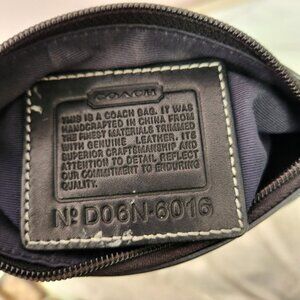 COACH
THIS IS A COACH BAG. IT WAS
HANDCRAFTED IN CHINA FROM
THE FINEST MATERIALS TRIMMED
WITH GENUINE LEATHER. ITS
SUPERIOR CRAFTSMANSHIP AND
ATTENTION TO DETAIL REFLECT
OUR COMMITMENT TO ENDURING
QUALITY.
Nº D06N-6016